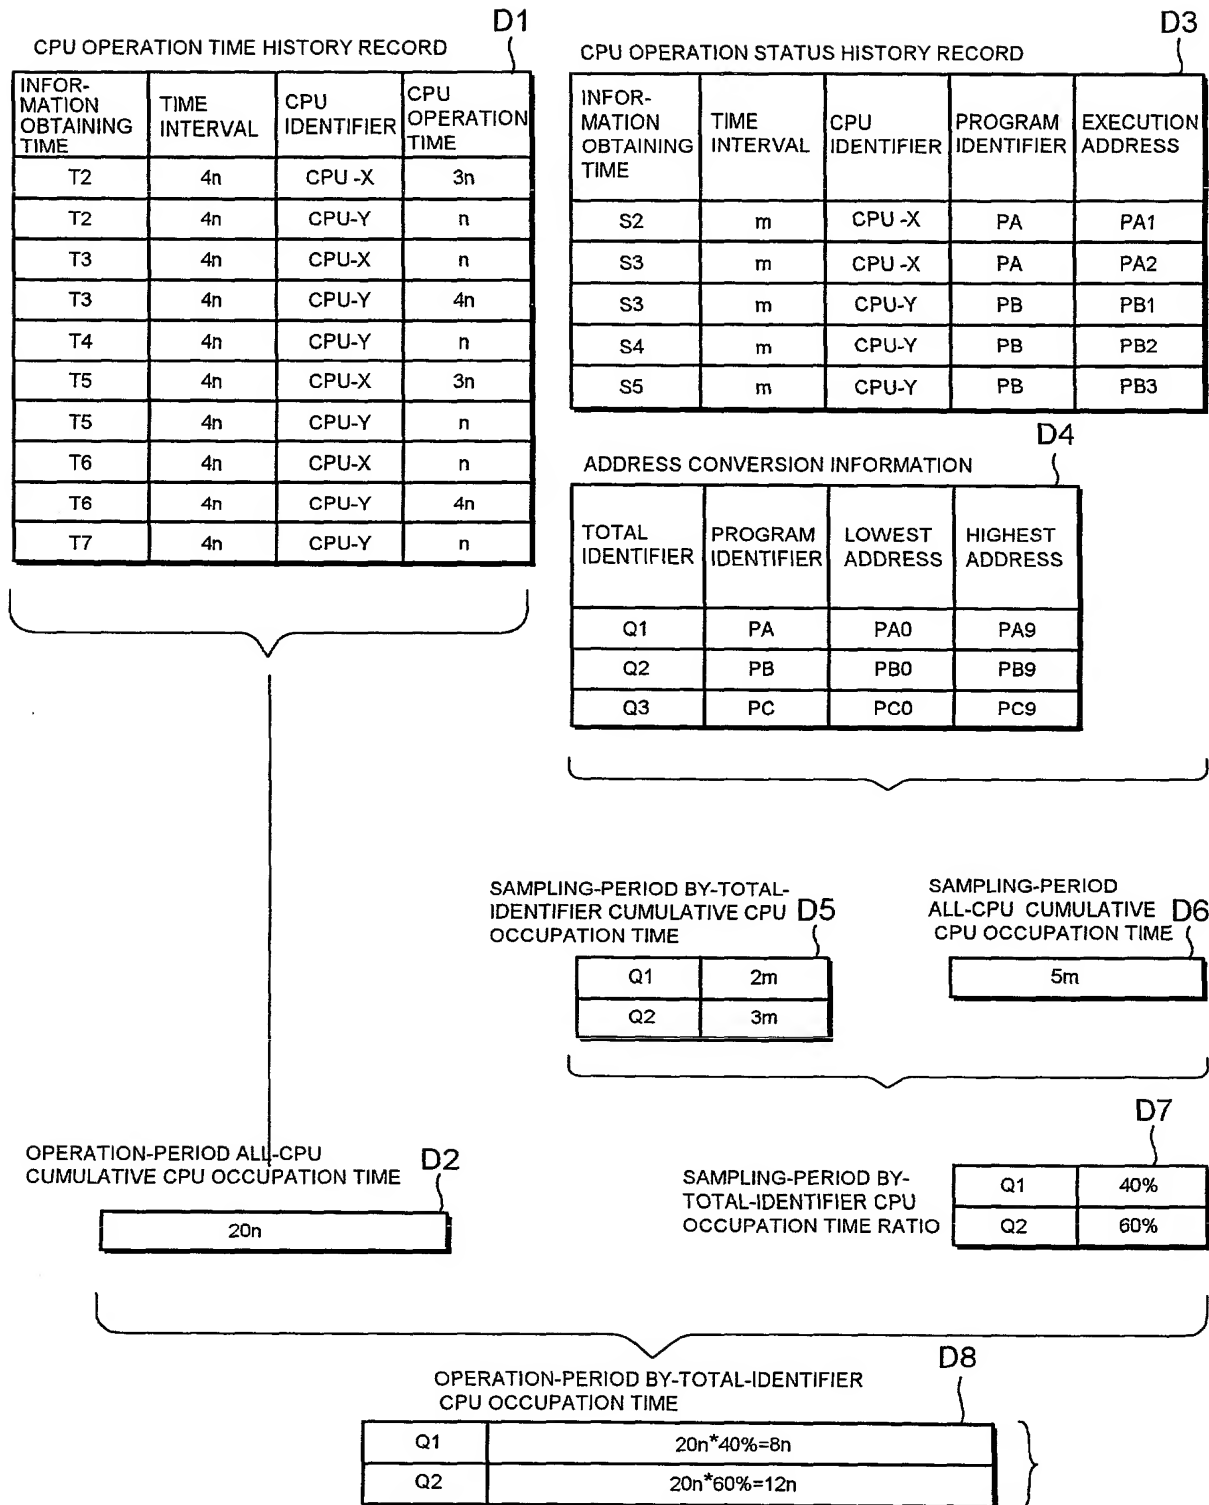 D1
CPU OPERATION TIME HISTORY RECORD
INFOR-
MATION
OBTAINING
TIME
TIME
INTERVAL
CPU
IDENTIFIER
CPU
OPERATION
TIME
T2 4n CPU -X 3n
T2 4n CPU-Y n
T3 4n CPU-X n
T3 4n CPU-Y 4n
T4 4n CPU-Y n
T5 4n CPU-X 3n
T5 4n CPU-Y n
T6 4n CPU-X n
T6 4n CPU-Y 4n
T7 4n CPU-Y n
D3
CPU OPERATION STATUS HISTORY RECORD
INFOR-
MATION
OBTAINING
TIME
TIME
INTERVAL
CPU
IDENTIFIER
PROGRAM
IDENTIFIER
EXECUTION
ADDRESS
S2 m CPU -X PA PA1
S3 m CPU -X PA PA2
S3 m CPU-Y PB PB1
S4 m CPU-Y PB PB2
S5 m CPU-Y PB PB3
D4
ADDRESS CONVERSION INFORMATION
TOTAL
IDENTIFIER
PROGRAM
IDENTIFIER
LOWEST
ADDRESS
HIGHEST
ADDRESS
Q1 PA PA0 PA9
Q2 PB PB0 PB9
Q3 PC PC0 PC9
SAMPLING-PERIOD BY-TOTAL-
IDENTIFIER CUMULATIVE CPU D5
OCCUPATION TIME
Q1 2m
Q2 3m
SAMPLING-PERIOD
ALL-CPU CUMULATIVE D6
CPU OCCUPATION TIME
5m
OPERATION-PERIOD ALL-CPU
CUMULATIVE CPU OCCUPATION TIME D2
20n
D7
SAMPLING-PERIOD BY-
TOTAL-IDENTIFIER CPU
OCCUPATION TIME RATIO
Q1 40%
Q2 60%
D8
OPERATION-PERIOD BY-TOTAL-IDENTIFIER
CPU OCCUPATION TIME
Q1 20n*40%=8n
Q2 20n*60%=12n